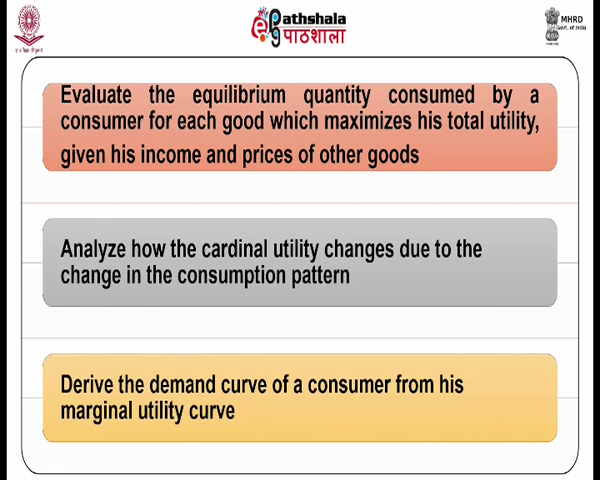 ePathshala
पाठशाला
MHRD
Govt. of India
Evaluate the equilibrium quantity consumed by a
consumer for each good which maximizes his total utility,
given his income and prices of other goods
Analyze how the cardinal utility changes due to the
change in the consumption pattern
Derive the demand curve of a consumer from his
marginal utility curve